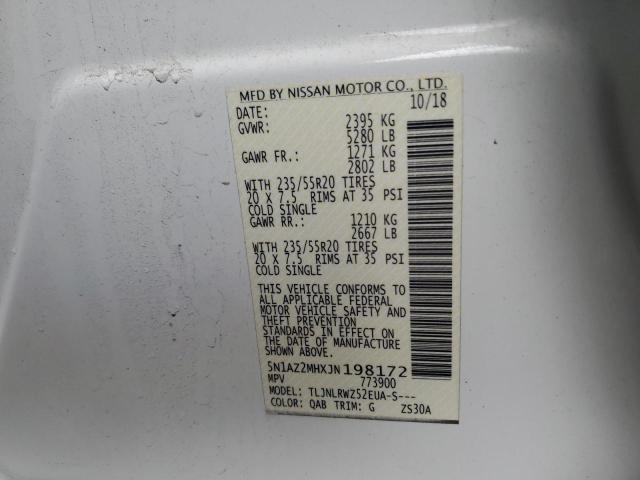 MFD BY NISSAN MOTOR CO., LTD.
DATE: 10/18
GVWR: 2395 KG
5280 LB
GAWR FR.: 1271 KG
2802 LB
WITH 235/55R20 TIRES
20 X 7.5 RIMS AT 35 PSI
COLD SINGLE
GAWR RR.: 1210 KG
2667 LB
WITH 235/55R20 TIRES
20 X 7.5 RIMS AT 35 PSI
COLD SINGLE
THIS VEHICLE CONFORMS TO
ALL APPLICABLE FEDERAL
MOTOR VEHICLE SAFETY AND
THEFT PREVENTION
STANDARDS IN EFFECT ON
THE DATE OF MANUFACTURE
SHOWN ABOVE.
5N1AZ2MHXJN198172
MPV 773900
MODEL: TLJNLRWZ52EUA-S---
COLOR: QAB TRIM: G ZS30A